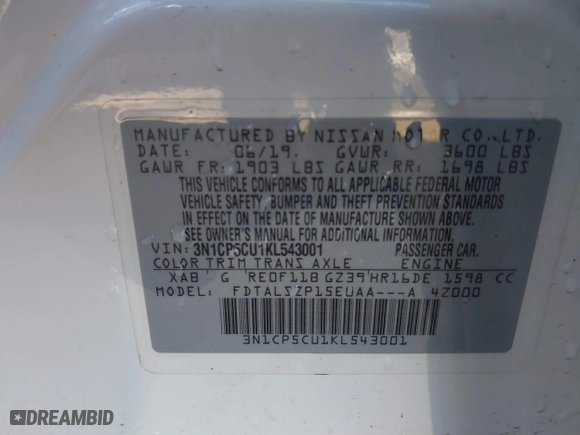 MANUFACTURED BY NISSAN MOTOR CO.,LTD.
DATE: 06/19. GVWR: 3600 LBS
GAWR FR: 1903 LBS GAWR RR: 1698 LBS
THIS VEHICLE CONFORMS TO ALL APPLICABLE FEDERAL MOTOR
VEHICLE SAFETY, BUMPER AND THEFT PREVENTION STANDARDS
IN EFFECT ON THE DATE OF MANUFACTURE SHOWN ABOVE.
SEE OWNER'S MANUAL FOR ADDITIONAL INFORMATION
VIN: 3N1CP5CU1KL543001 PASSENGER CAR.
COLOR TRIM TRANS AXLE ENGINE
XAB G RE0F11B GZ39 HR16DE 1598 CC
MODEL: FDTALSZP15EUAA---A 4Z000
3N1CP5CU1KL543001
DREAMBID